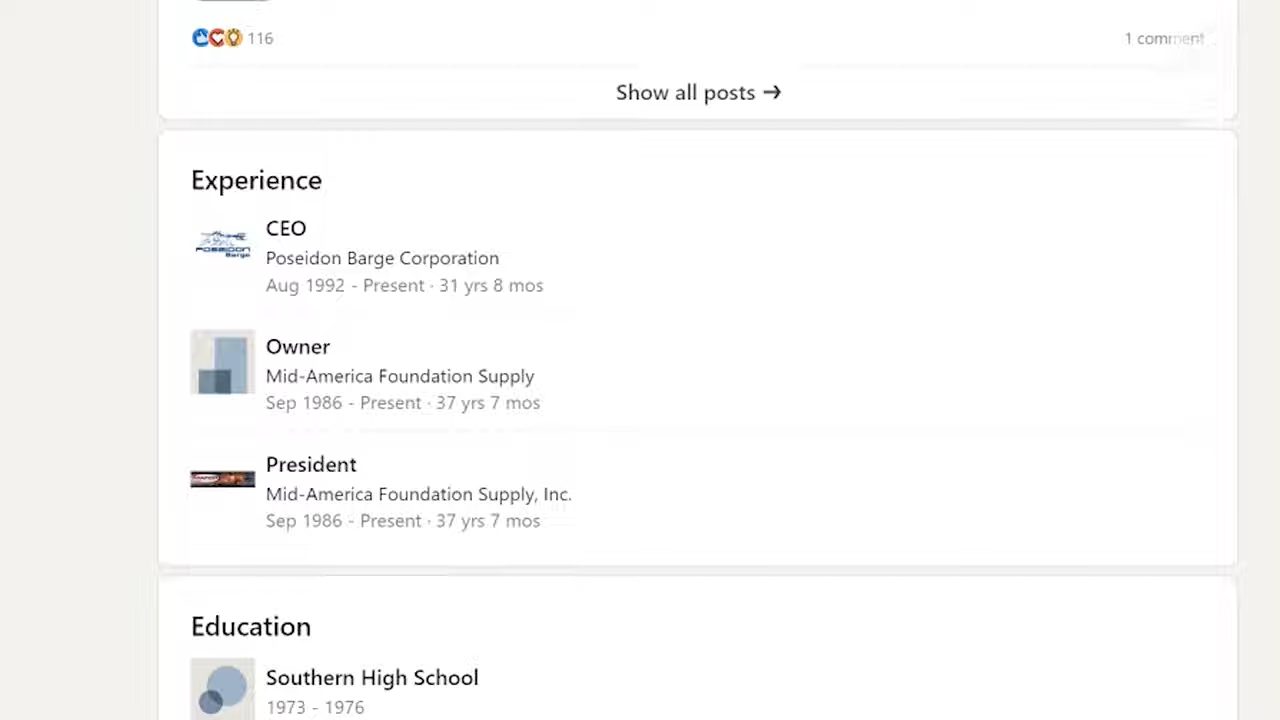 116
1 comment
Show all posts →
Experience
POSEIDON
Barge
CEO
Poseidon Barge Corporation
Aug 1992 - Present · 31 yrs 8 mos
Owner
Mid-America Foundation Supply
Sep 1986 - Present · 37 yrs 7 mos
President
Mid-America Foundation Supply, Inc.
Sep 1986 - Present · 37 yrs 7 mos
Education
Southern High School
1973 - 1976